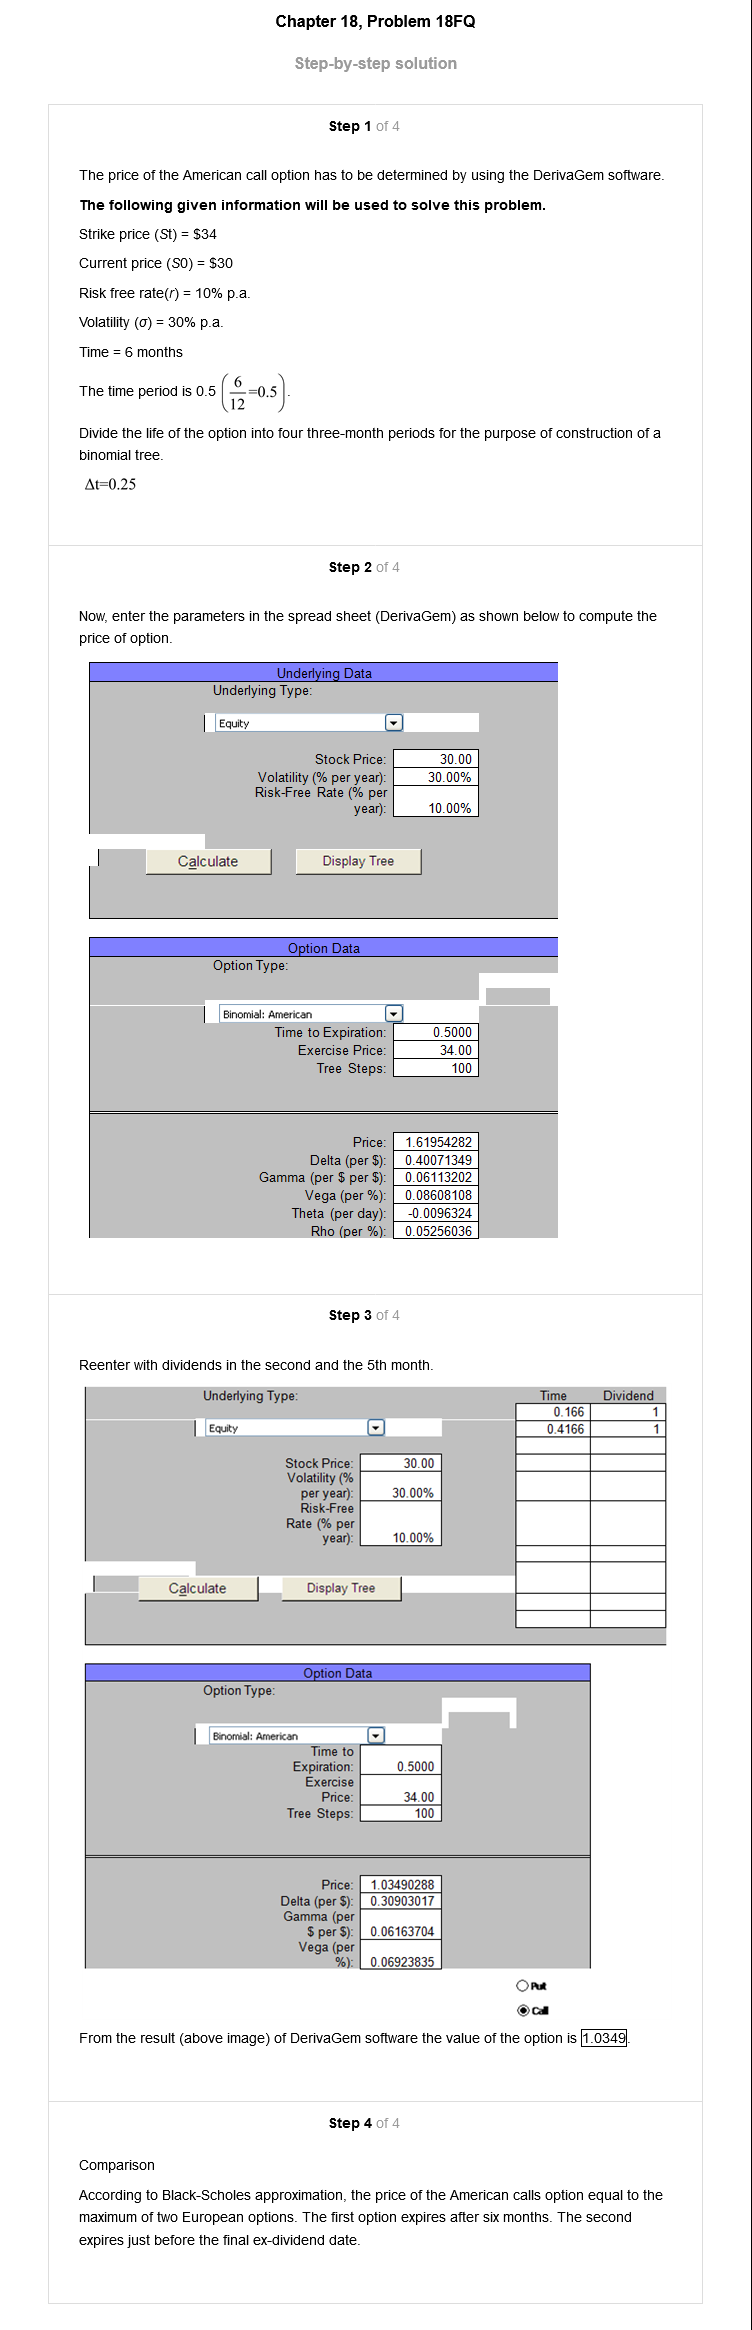 Chapter 18, Problem 18FQ
Step-by-step solution
Step 1 of 4
The price of the American call option has to be determined by using the DerivaGem software.
The following given information will be used to solve this problem.
Strike price (St) = $34
Current price (S0) = $30
Risk free rate(r) = 10% p.a.
Volatility (σ) = 30% p.a.
Time = 6 months
The time period is 0.5 (6/12=0.5).
Divide the life of the option into four three-month periods for the purpose of construction of a
binomial tree.
Δt=0.25
Step 2 of 4
Now, enter the parameters in the spread sheet (DerivaGem) as shown below to compute the
price of option.
Underlying Data
Underlying Type:
Equity
Stock Price: 30.00
Volatility (% per year): 30.00%
Risk-Free Rate (% per
year): 10.00%
Calculate Display Tree
Option Data
Option Type:
Binomial: American
Time to Expiration: 0.5000
Exercise Price: 34.00
Tree Steps: 100
Price: 1.61954282
Delta (per $): 0.40071349
Gamma (per $ per $): 0.06113202
Vega (per %): 0.08608108
Theta (per day): -0.0096324
Rho (per %): 0.05256036
Step 3 of 4
Reenter with dividends in the second and the 5th month.
Underlying Type: Time Dividend
0.166 1
Equity 0.4166 1
Stock Price: 30.00
Volatility (%
per year): 30.00%
Risk-Free
Rate (% per
year): 10.00%
Calculate Display Tree
Option Data
Option Type:
Binomial: American
Time to
Expiration: 0.5000
Exercise
Price: 34.00
Tree Steps: 100
Price: 1.03490288
Delta (per $): 0.30903017
Gamma (per
$ per $): 0.06163704
Vega (per
%): 0.06923835
Put
Call
From the result (above image) of DerivaGem software the value of the option is 1.0349.
Step 4 of 4
Comparison
According to Black-Scholes approximation, the price of the American calls option equal to the
maximum of two European options. The first option expires after six months. The second
expires just before the final ex-dividend date.